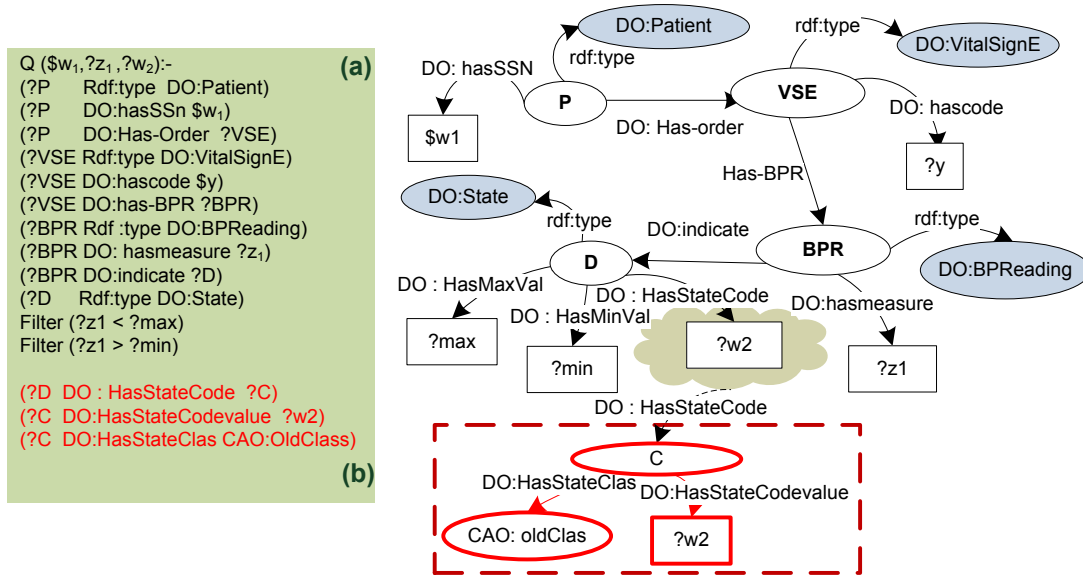 Q ($w1,?z1 ,?w2):-
(a)
(?P Rdf:type DO:Patient)
(?P DO:hasSSn $w1)
(?P DO:Has-Order ?VSE)
(?VSE Rdf:type DO:VitalSignE)
(?VSE DO:hascode $y)
(?VSE DO:has-BPR ?BPR)
(?BPR Rdf :type DO:BPReading)
(?BPR DO: hasmeasure ?z1)
(?BPR DO:indicate ?D)
(?D Rdf:type DO:State)
Filter (?z1 < ?max)
Filter (?z1 > ?min)
(?D DO : HasStateCode ?C)
(?C DO:HasStateCodevalue ?w2)
(?C DO:HasStateClas CAO:OldClass)
(b)
DO:Patient
rdf:type
DO:VitalSignE
rdf:type
DO: hasSSN
P
VSE
DO: hascode
DO: Has-order
$w1
?y
Has-BPR
DO:State
rdf:type
DO:indicate
rdf:type
D
BPR
DO:BPReading
DO : HasMaxVal
DO : HasStateCode
DO:hasmeasure
DO : HasMinVal
?max
?min
?w2
?z1
DO : HasStateCode
C
DO:HasStateClas
DO:HasStateCodevalue
CAO: oldClas
?w2